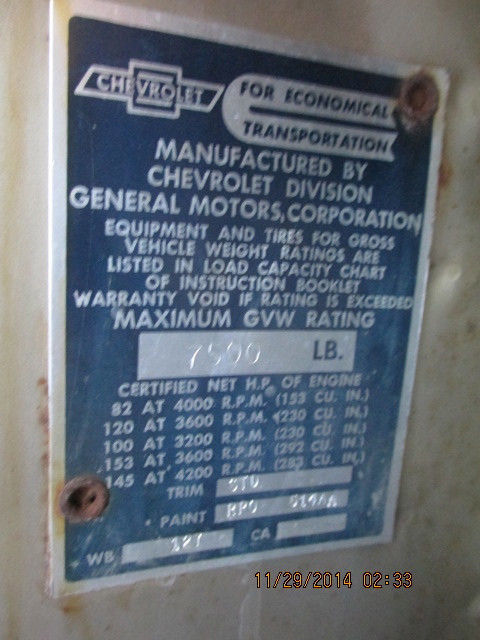 CHEVROLET
FOR ECONOMICAL
TRANSPORTATION
MANUFACTURED BY
CHEVROLET DIVISION
GENERAL MOTORS, CORPORATION
EQUIPMENT AND TIRES FOR GROSS
VEHICLE WEIGHT RATINGS ARE
LISTED IN LOAD CAPACITY CHART
OF INSTRUCTION BOOKLET
WARRANTY VOID IF RATING IS EXCEEDED
MAXIMUM GVW RATING
7500 LB.
CERTIFIED NET H.P. OF ENGINE
82 AT 4000 R.P.M. (153 CU. IN.)
120 AT 3600 R.P.M. (230 CU. IN.)
100 AT 3200 R.P.M. (230 CU. IN.)
153 AT 3600 R.P.M. (292 CU. IN.)
145 AT 4200 R.P.M. (283 CU. IN.)
TRIM STD
PAINT RPO
WB 127 CA
11/29/2014 02:33